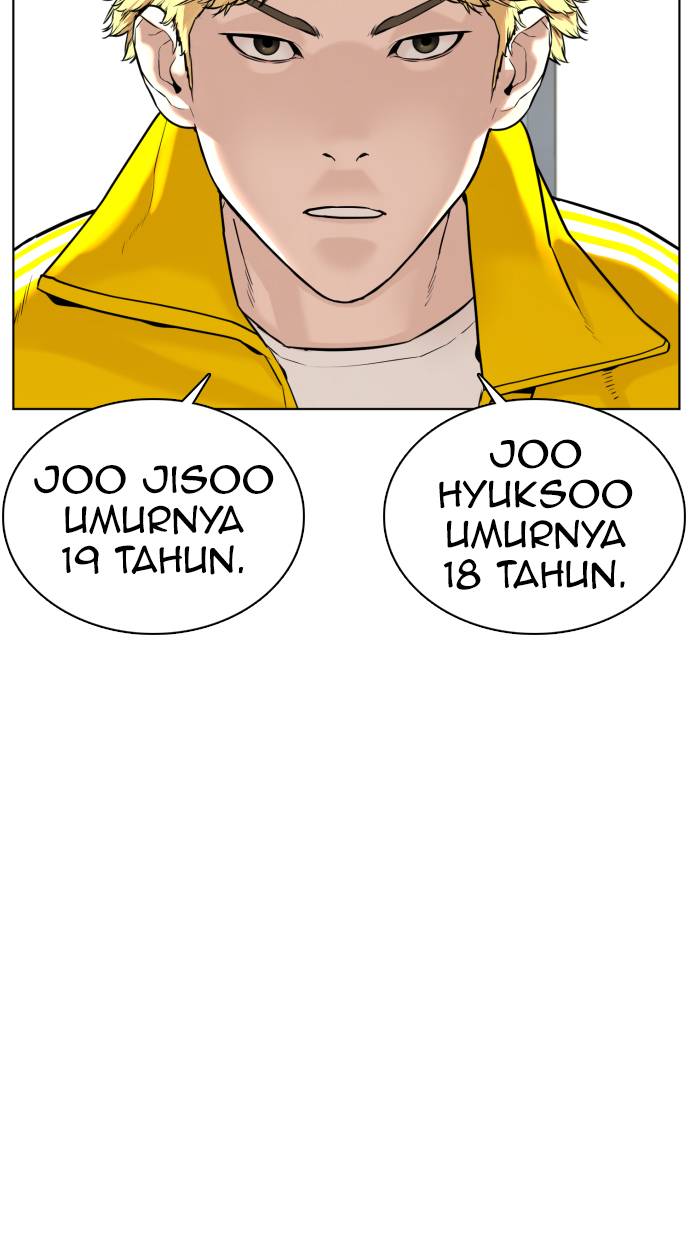 JOO JISOO
UMURNYA
19 TAHUN.
JOO
HYUKSOO
UMURNYA
18 TAHUN.